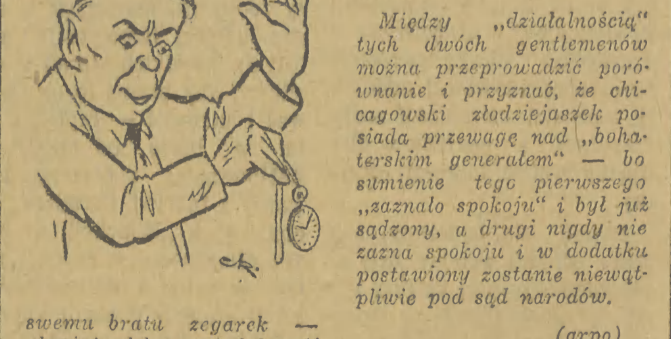 swemu bratu zegarek —
Między „działalnością“
tych dwóch gentlemenów
można przeprowadzić poró-
wnanie i przyznać, że chi-
cagowski złodziejaszek po-
siada przewagę nad „boha-
terskim generałem“ — bo
sumienie tego pierwszego
„zaznało spokoju“ i był już
sądzony, a drugi nigdy nie
zazna spokoju i w dodatku
postawiony zostanie niewąt-
pliwie pod sąd narodów.
(arpo)